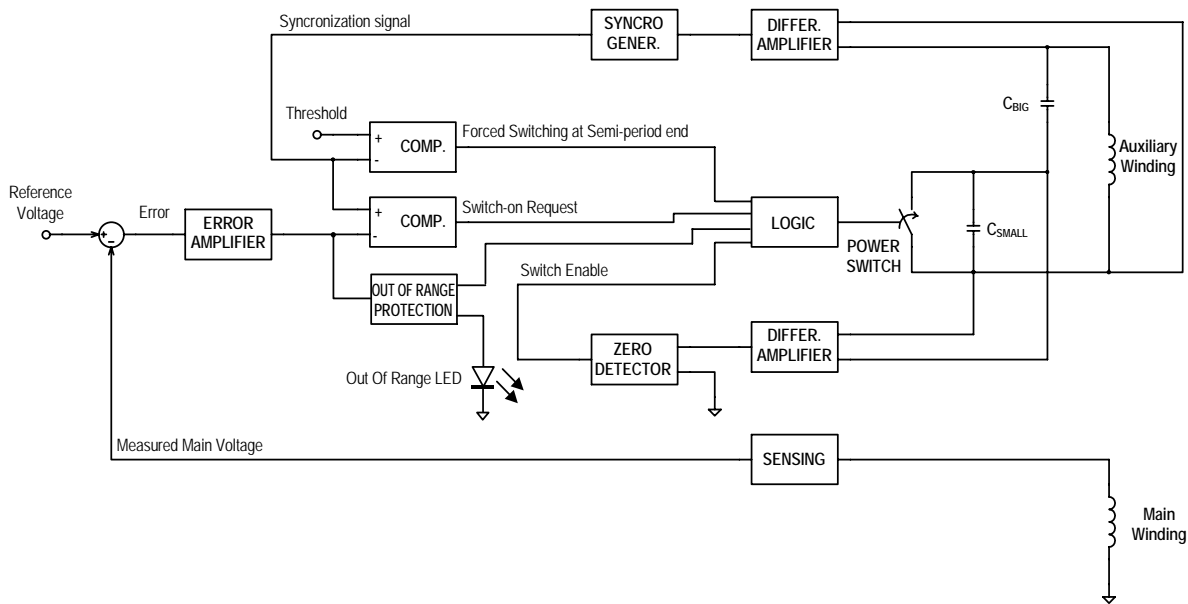 Syncronization signal
SYNCRO
GENER.
DIFFER.
AMPLIFIER
C_BIG
Threshold
+
-
COMP.
Forced Switching at Semi-period end
Auxiliary
Winding
Reference
Voltage
+
-
Error
ERROR
AMPLIFIER
+
-
COMP.
Switch-on Request
LOGIC
POWER
SWITCH
C_SMALL
OUT OF RANGE
PROTECTION
Switch Enable
ZERO
DETECTOR
DIFFER.
AMPLIFIER
Out Of Range LED
Measured Main Voltage
SENSING
Main
Winding